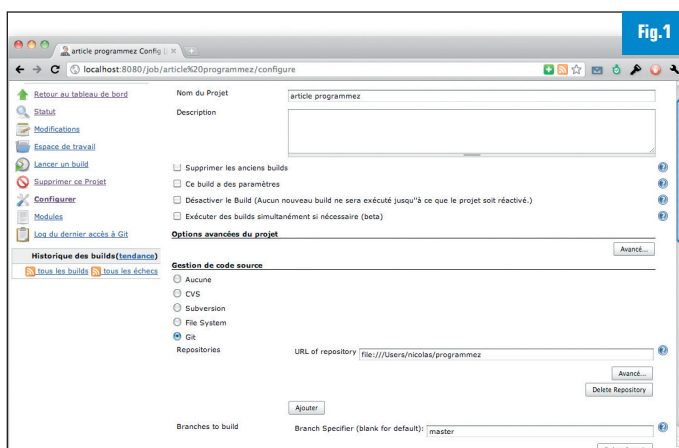 Fig.1
article programmez Config [
localhost:8080/job/article%20programmez/configure
Retour au tableau de bord
Statut
Modifications
Espace de travail
Lancer un build
Supprimer ce Projet
Configurer
Modules
Log du dernier accès à Git
Historique des builds(tendance)
tous les builds tous les échecs
Nom du Projet article programmez
Description
Supprimer les anciens builds
Ce build a des paramètres
Désactiver le Build (Aucun nouveau build ne sera exécuté jusqu''à ce que le projet soit réactivé.)
Exécuter des builds simultanément si nécessaire (beta)
Options avancées du projet
Avancé...
Gestion de code source
Aucune
CVS
Subversion
File System
Git
Repositories URL of repository file:///Users/nicolas/programmez
Avancé...
Delete Repository
Ajouter
Branches to build Branch Specifier (blank for default): master